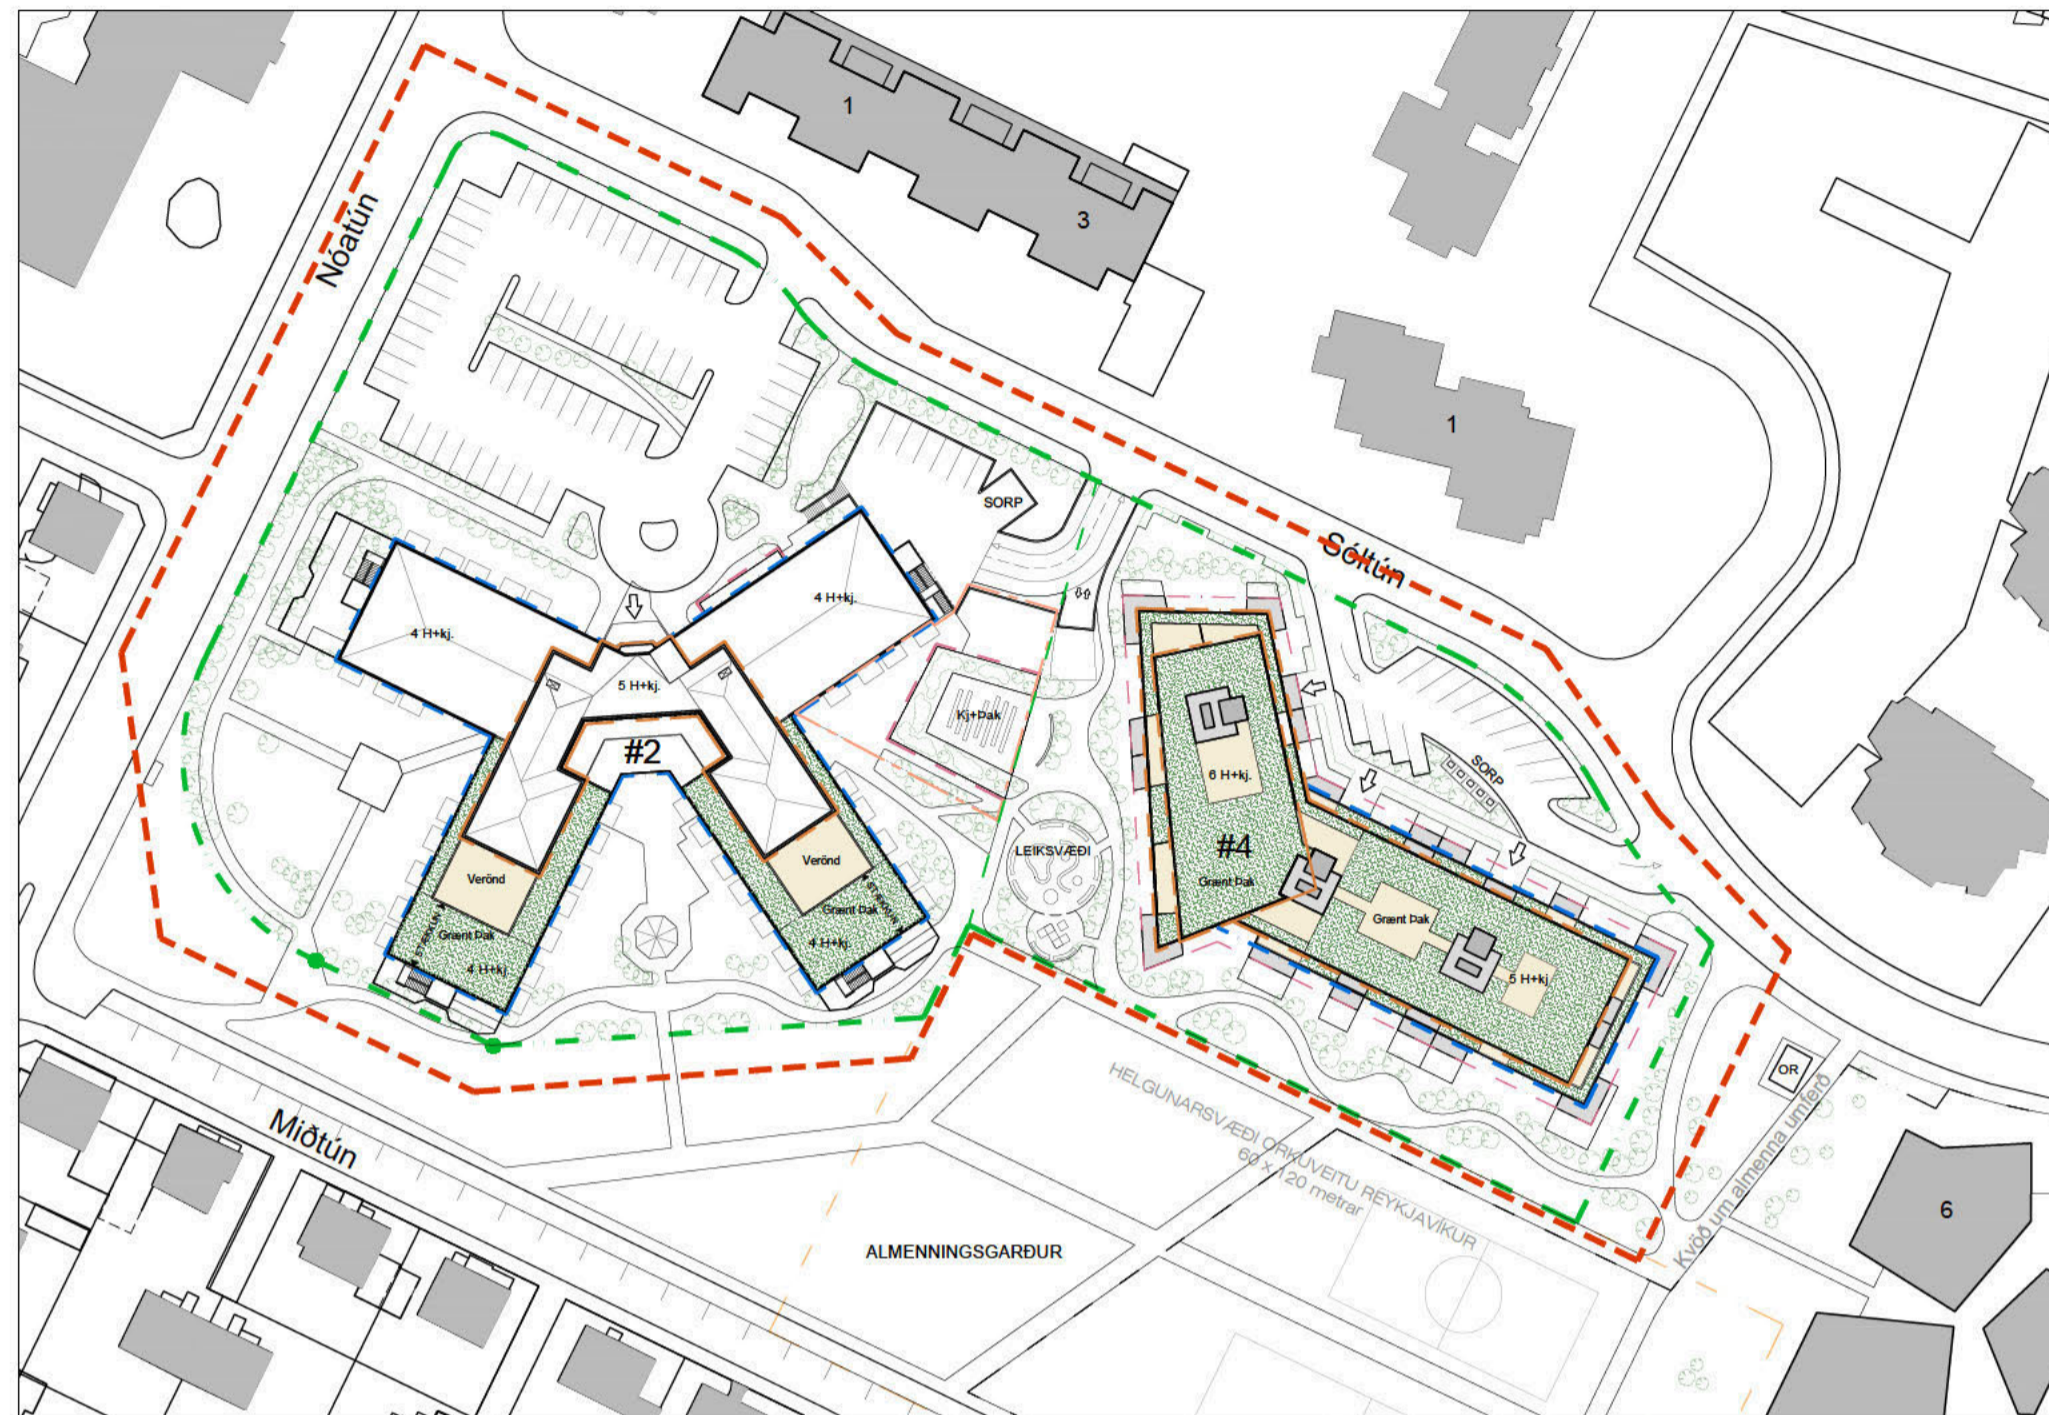 1
3
Nóatún
1
SORP
Sóltún
4 H+kj.
4 H+kj.
5 H+kj.
#2
Kj+Þak
6 H+kj.
SORP
#4
LEIKSVÆÐI
Verönd
Verönd
Grænt Þak
STÆKKUN
Grænt Þak
Grænt Þak
STÆKKUN
Grænt Þak
4 H+kj.
4 H+kj
5 H+kj
OR
HELGUNARSVÆÐI ORKUVEITU REYKJAVÍKUR
60 x 120 metrar
Kvöð um almenna umferð
Miðtún
ALMENNINGSGARÐUR
6